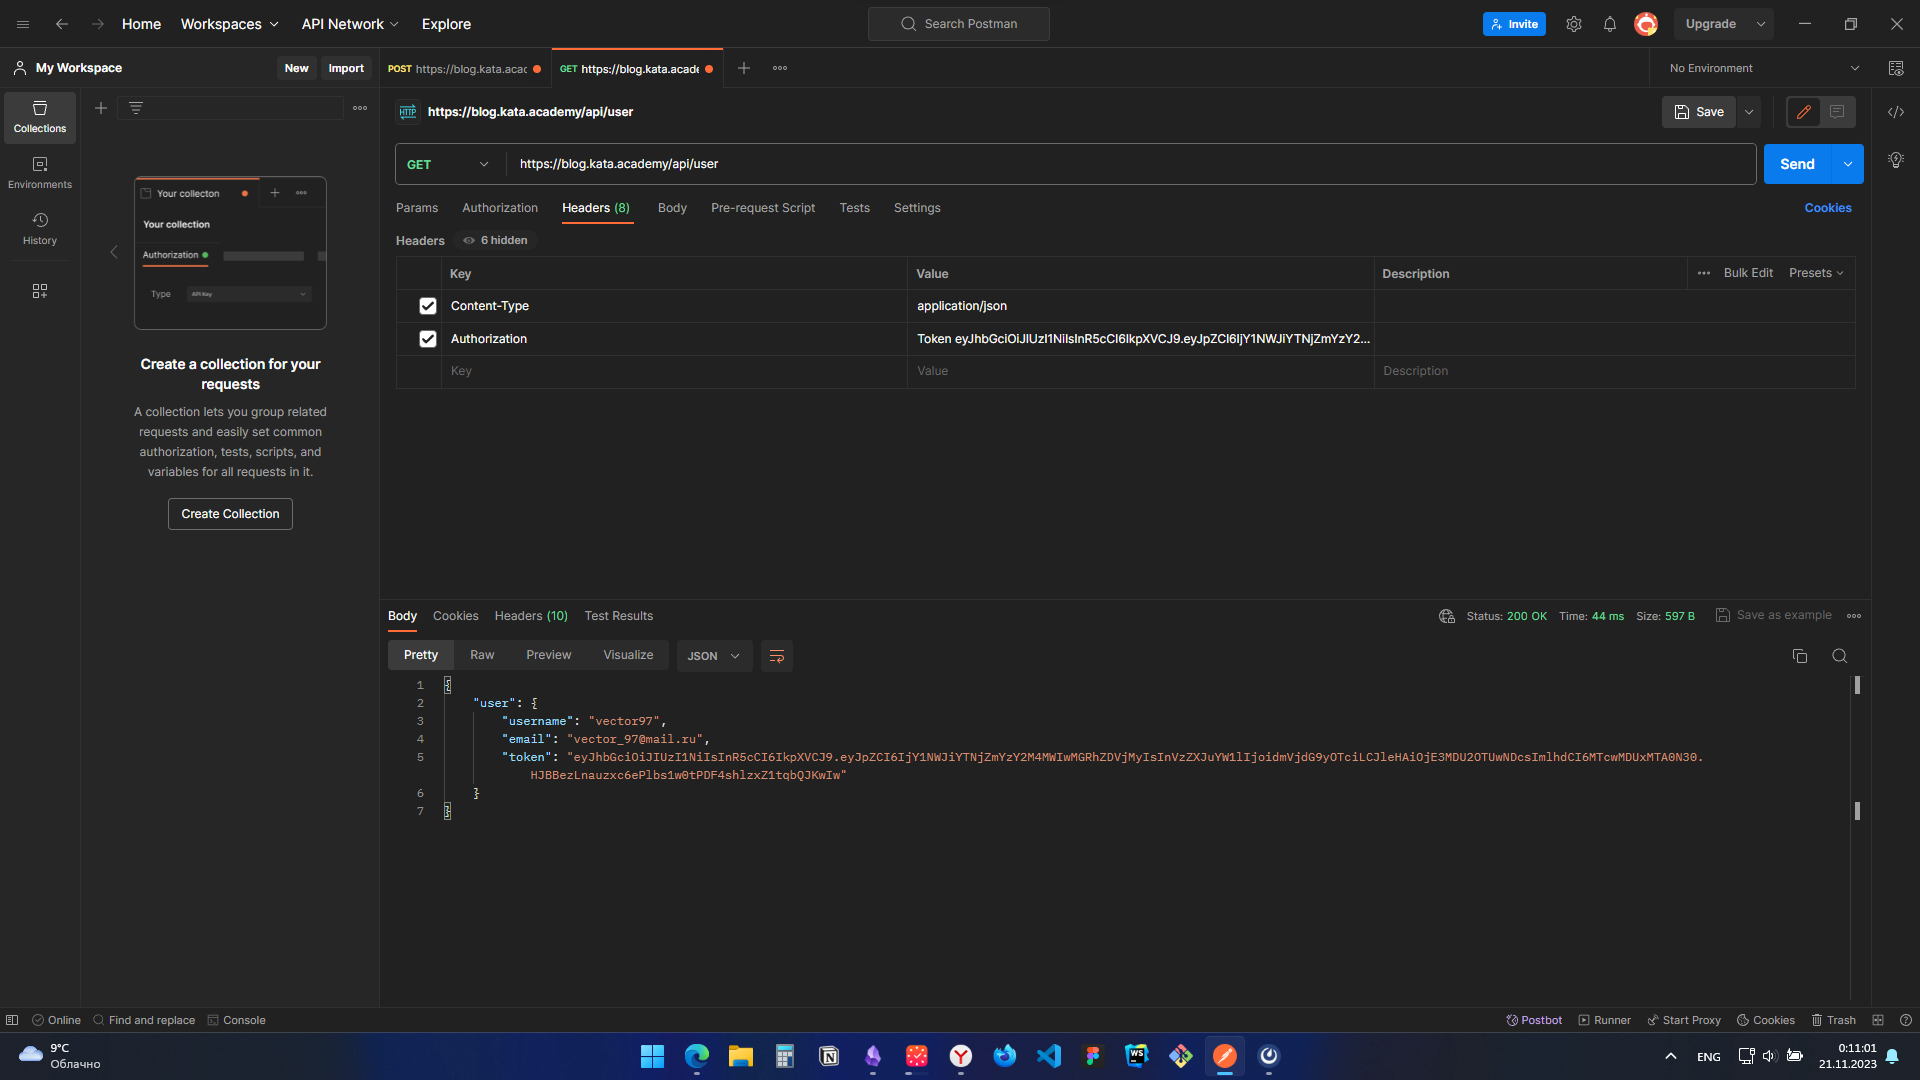 Home Workspaces API Network Explore Search Postman Invite Upgrade
My Workspace New Import POST https://blog.kata.acad GET https://blog.kata.acade No Environment
https://blog.kata.academy/api/user Save
Collections
Environments
History
Your collecton
Your collection
Authorization
Type API Key
Create a collection for your
requests
A collection lets you group related
requests and easily set common
authorization, tests, scripts, and
variables for all requests in it.
Create Collection
GET https://blog.kata.academy/api/user Send
Params Authorization Headers (8) Body Pre-request Script Tests Settings Cookies
Headers 6 hidden
Key Value Description Bulk Edit Presets
Content-Type application/json
Authorization Token eyJhbGciOiJIUzI1NiIsInR5cCI6IkpXVCJ9.eyJpZCI6IjY1NWJiYTNjZmYzY2...
Key Value Description
Body Cookies Headers (10) Test Results Status: 200 OK Time: 44 ms Size: 597 B Save as example
Pretty Raw Preview Visualize JSON
1 {
2 "user": {
3 "username": "vector97",
4 "email": "vector_97@mail.ru",
5 "token": "eyJhbGciOiJIUzI1NiIsInR5cCI6IkpXVCJ9.eyJpZCI6IjY1NWJiYTNjZmYzY2M4MWIwMGRhZDVjMyIsInVzZXJuYW1lIjoidmVjdG9yOTciLCJleHAiOjE3MDU2OTUwNDcsImlhdCI6MTcwMDUxMTA0N30.
HJBBezLnauzxc6ePlbs1w0tPDF4shlzxZ1tqbQJKwIw"
6 }
7 }
Online Find and replace Console Postbot Runner Start Proxy Cookies Trash
9°C
Облачно
ENG
0:11:01
21.11.2023